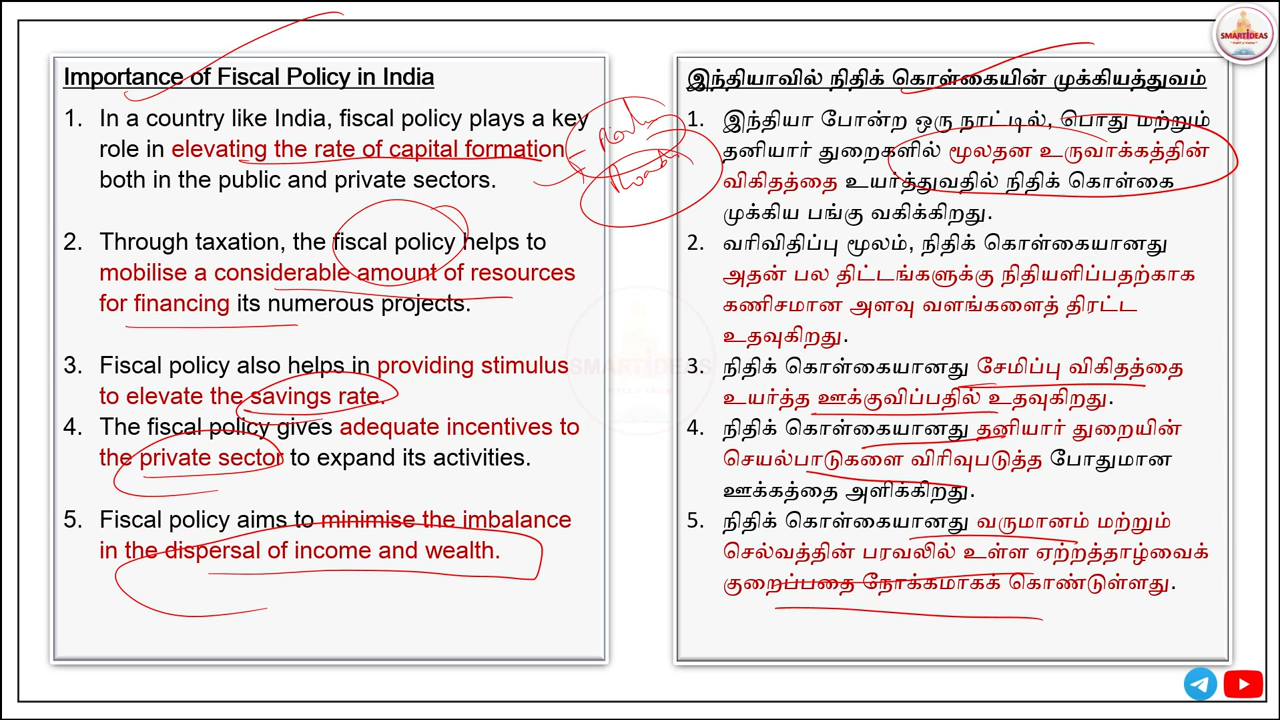 SMARTIDEAS
Importance of Fiscal Policy in India
1. In a country like India, fiscal policy plays a key
role in elevating the rate of capital formation
both in the public and private sectors.
2. Through taxation, the fiscal policy helps to
mobilise a considerable amount of resources
for financing its numerous projects.
3. Fiscal policy also helps in providing stimulus
to elevate the savings rate.
4. The fiscal policy gives adequate incentives to
the private sector to expand its activities.
5. Fiscal policy aims to minimise the imbalance
in the dispersal of income and wealth.
இந்தியாவில் நிதிக் கொள்கையின் முக்கியத்துவம்
1. இந்தியா போன்ற ஒரு நாட்டில், பொது மற்றும்
தனியார் துறைகளில் மூலதன உருவாக்கத்தின்
விகிதத்தை உயர்த்துவதில் நிதிக் கொள்கை
முக்கிய பங்கு வகிக்கிறது.
2. வரிவிதிப்பு மூலம், நிதிக் கொள்கையானது
அதன் பல திட்டங்களுக்கு நிதியளிப்பதற்காக
கணிசமான அளவு வளங்களைத் திரட்ட
உதவுகிறது.
3. நிதிக் கொள்கையானது சேமிப்பு விகிதத்தை
உயர்த்த ஊக்குவிப்பதில் உதவுகிறது.
4. நிதிக் கொள்கையானது தனியார் துறையின்
செயல்பாடுகளை விரிவுபடுத்த போதுமான
ஊக்கத்தை அளிக்கிறது.
5. நிதிக் கொள்கையானது வருமானம் மற்றும்
செல்வத்தின் பரவலில் உள்ள ஏற்றத்தாழ்வைக்
குறைப்பதை நோக்கமாகக் கொண்டுள்ளது.
SMARTIDEAS